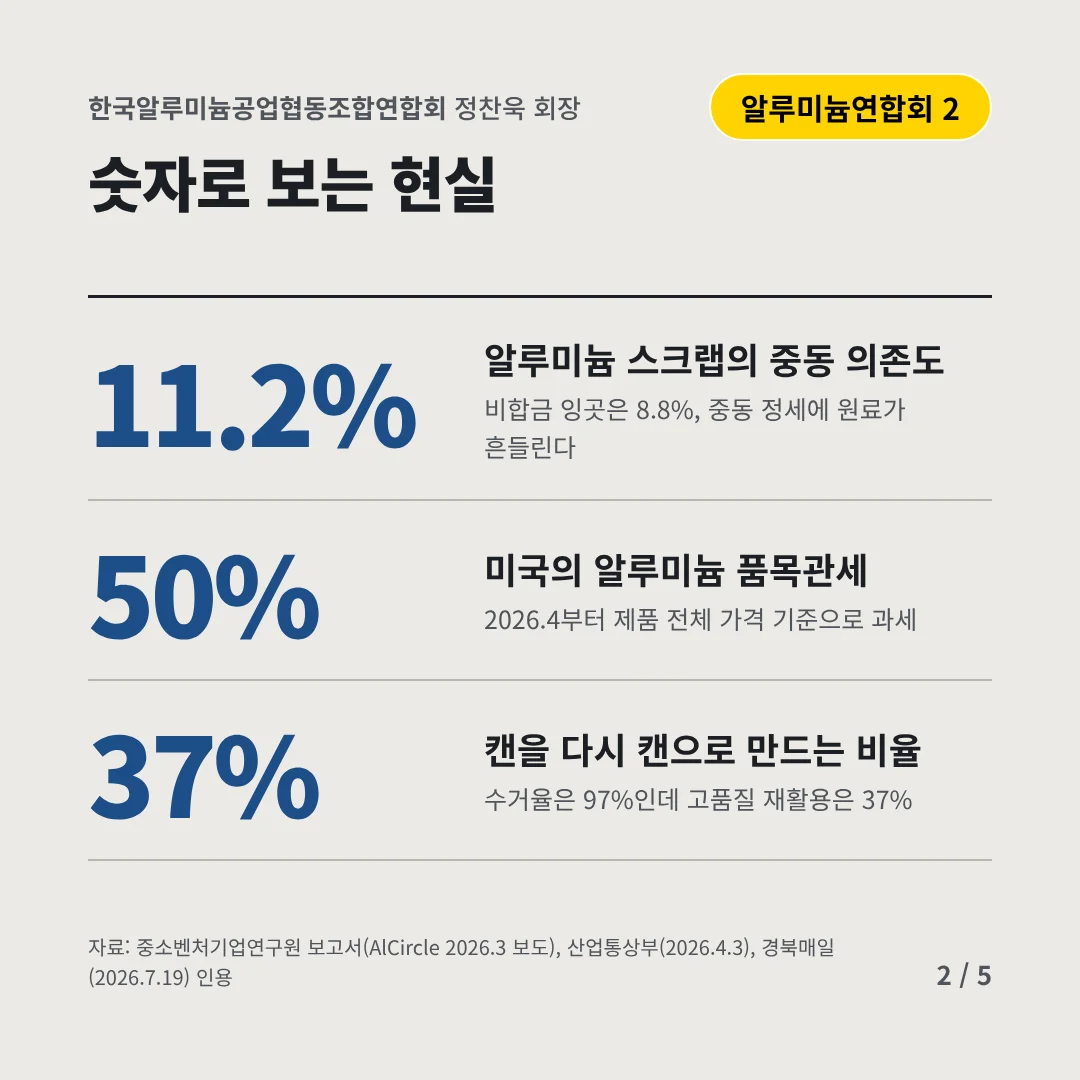 한국알루미늄공업협동조합연합회 정찬욱 회장
알루미늄연합회 2
숫자로 보는 현실
11.2%
알루미늄 스크랩의 중동 의존도
비합금 잉곳은 8.8%, 중동 정세에 원료가
흔들린다
50%
미국의 알루미늄 품목관세
2026.4부터 제품 전체 가격 기준으로 과세
37%
캔을 다시 캔으로 만드는 비율
수거율은 97%인데 고품질 재활용은 37%
자료: 중소벤처기업연구원 보고서(AlCircle 2026.3 보도), 산업통상부(2026.4.3), 경북매일
(2026.7.19) 인용
2 / 5